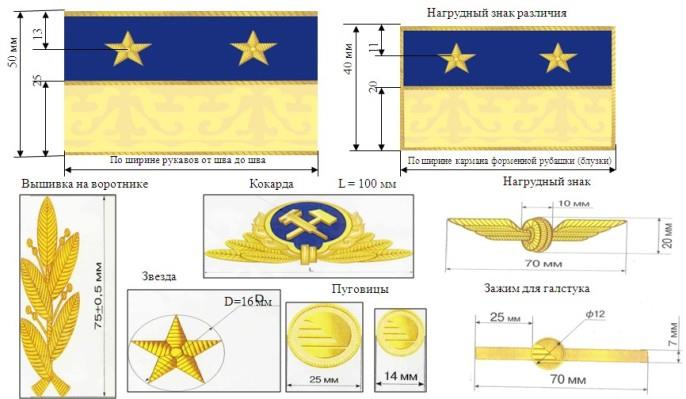 Нагрудный знак различия
50 мм
13
25
40 мм
11
20
По ширине рукавов от шва до шва
По ширине кармана форменной рубашки (блузки)
Вышивка на воротнике
Кокарда
L = 100 мм
Нагрудный знак
75±0,5 мм
L
10 мм
20 мм
70 мм
Звезда
D=16 мм
D
Пуговицы
25 мм
14 мм
Зажим для галстука
25 мм
ф12
7 мм
70 мм